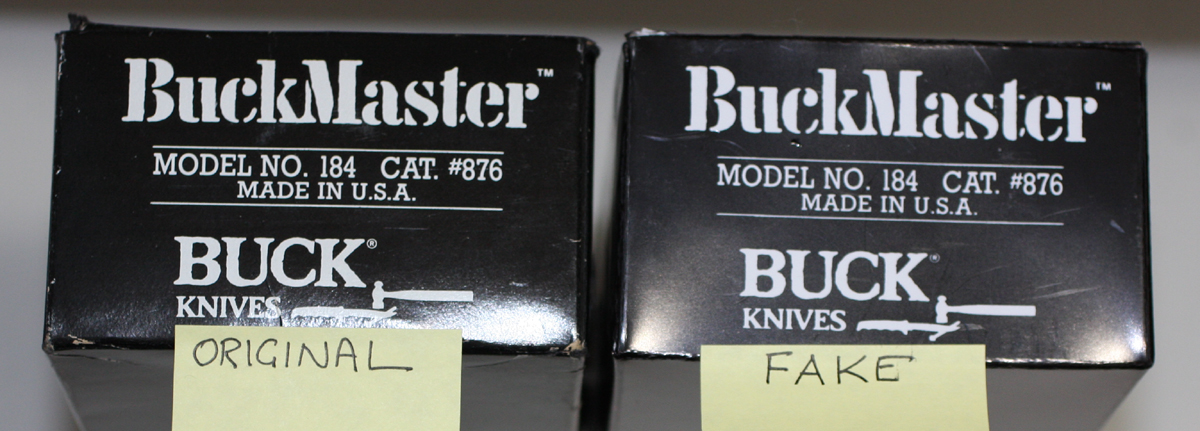 BuckMaster™
MODEL NO. 184 CAT. #876
MADE IN U.S.A.
BUCK®
KNIVES
ORIGINAL
BuckMaster™
MODEL NO. 184 CAT. #876
MADE IN U.S.A.
BUCK®
KNIVES
FAKE